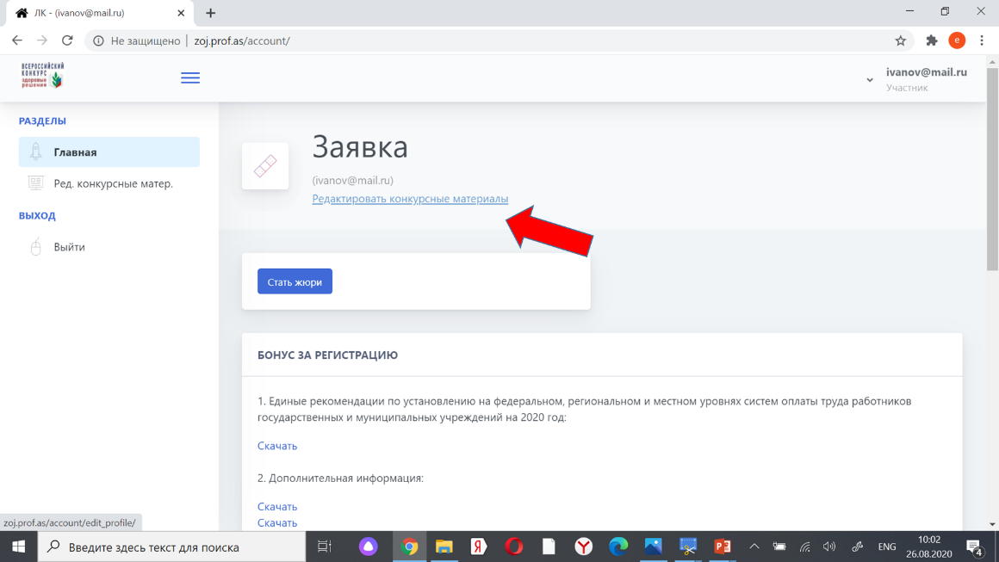 ЛК - (ivanov@mail.ru)
Не защищено
zoj.prof.as/account/
ВСЕРОССИЙСКИЙ
КОНКУРС
здоровые
решения
ivanov@mail.ru
Участник
e
РАЗДЕЛЫ
Главная
Ред. конкурсные матер.
ВЫХОД
Выйти
Заявка
(ivanov@mail.ru)
Редактировать конкурсные материалы
Стать жюри
БОНУС ЗА РЕГИСТРАЦИЮ
1. Единые рекомендации по установлению на федеральном, региональном и местном уровнях систем оплаты труда работников
государственных и муниципальных учреждений на 2020 год:
Скачать
2. Дополнительная информация:
Скачать
Скачать
zoj.prof.as/account/edit_profile/
Введите здесь текст для поиска
ENG
10:02
26.08.2020
4